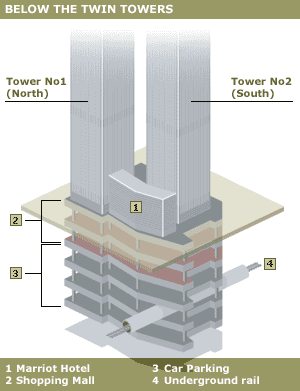 BELOW THE TWIN TOWERS
Tower No1
(North)
Tower No2
(South)
1
2
3
4
1 Marriot Hotel
2 Shopping Mall
3 Car Parking
4 Underground rail